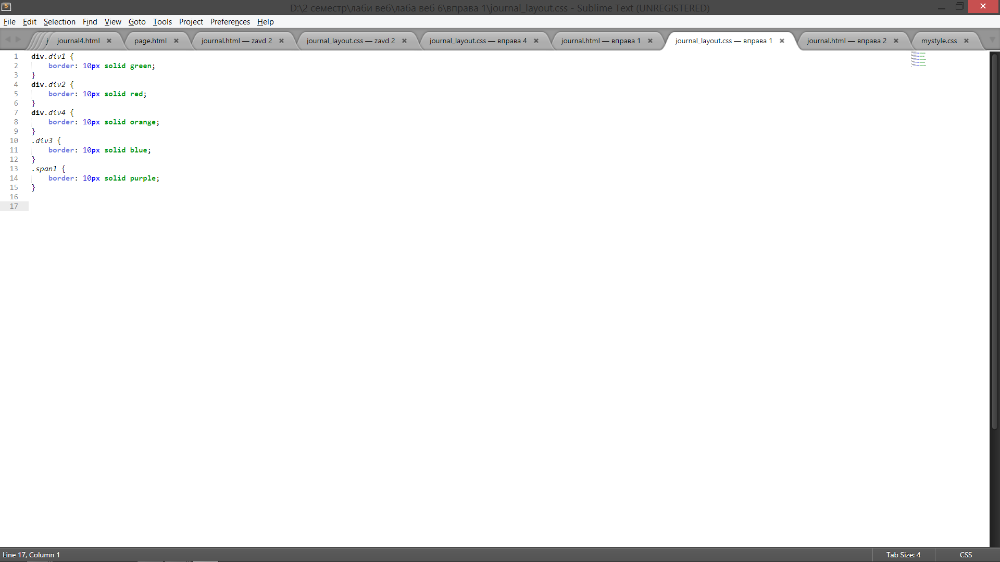 D:\2 семестр\лаби веб\лаба веб 6\вправа 1\journal_layout.css - Sublime Text (UNREGISTERED)
File Edit Selection Find View Goto Tools Project Preferences Help
j journal4.html × page.html × journal.html — zavd 2 × journal_layout.css — zavd 2 × journal_layout.css — вправа 4 × journal.html — вправа 1 × journal_layout.css — вправа 1 × journal.html — вправа 2 × mystyle.css ×
1 div.div1 {
2     border: 10px solid green;
3 }
4 div.div2 {
5     border: 10px solid red;
6 }
7 div.div4 {
8     border: 10px solid orange;
9 }
10 .div3 {
11     border: 10px solid blue;
12 }
13 .span1 {
14     border: 10px solid purple;
15 }
16
17
Line 17, Column 1 Tab Size: 4 CSS